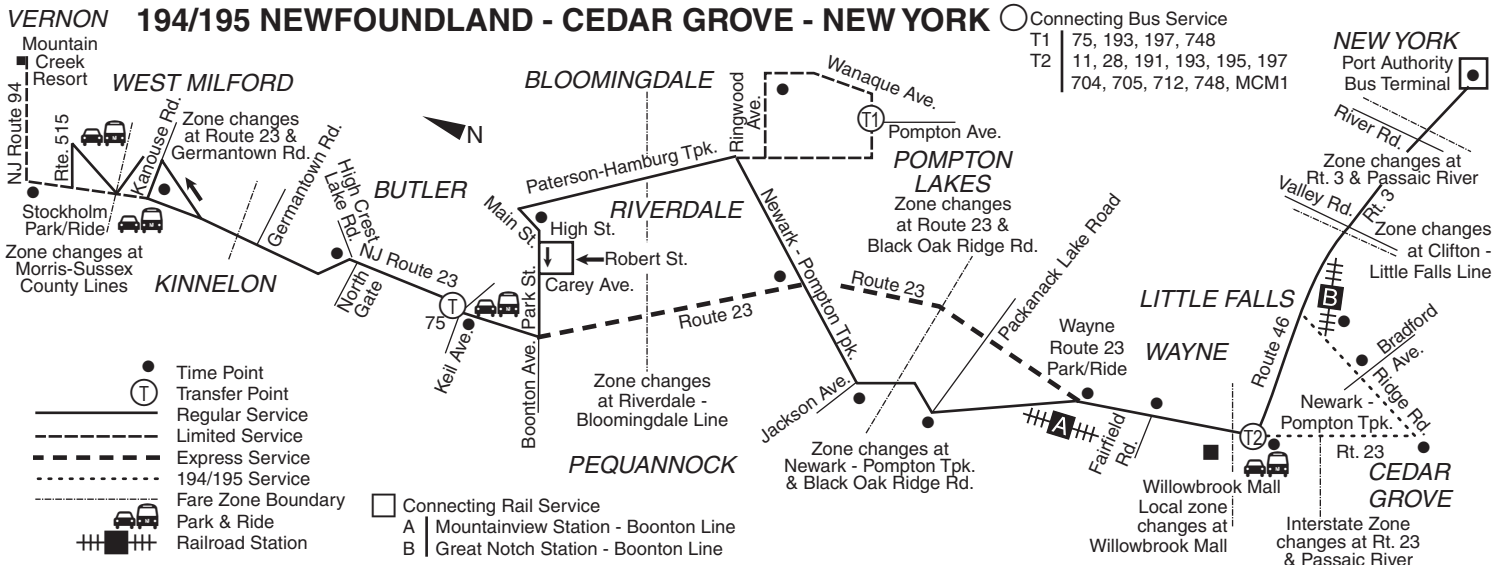 194/195 NEWFOUNDLAND - CEDAR GROVE - NEW YORK
Connecting Bus Service
T1 75, 193, 197, 748
T2 11, 28, 191, 193, 195, 197
704, 705, 712, 748, MCM1
VERNON
Mountain
Creek
Resort
NJ Route 94
WEST MILFORD
Rte. 515
Kanouse Rd.
Zone changes
at Route 23 &
Germantown Rd.
Germantown Rd.
Stockholm
Park/Ride
Zone changes at
Morris-Sussex
County Lines
KINNELON
High Crest
Lake Rd.
North
Gate
NJ Route 23
N
BUTLER
T
75
Keil Ave.
BLOOMINGDALE
Paterson-Hamburg Tpk.
Main St.
RIVERDALE
High St.
Robert St.
Carey Ave.
Park St.
Boonton Ave.
Route 23
Zone changes
at Riverdale -
Bloomingdale Line
PEQUANNOCK
Ringwood
Ave.
Wanaque Ave.
T1
Pompton Ave.
POMPTON
LAKES
Zone changes
at Route 23 &
Black Oak Ridge Rd.
Newark - Pompton Tpk.
Route 23
Jackson Ave.
Packanack Lake Road
Zone changes at
Newark - Pompton Tpk.
& Black Oak Ridge Rd.
Wayne
Route 23
Park/Ride
A
Fairfield
Rd.
WAYNE
LITTLE FALLS
Route 46
T2
Willowbrook Mall
Local zone
changes at
Willowbrook Mall
NEW YORK
Port Authority
Bus Terminal
River Rd.
Zone changes at
Rt. 3 & Passaic River
Valley Rd.
Rt. 3
Zone changes
at Clifton -
Little Falls Line
B
Bradford
Ave.
Ridge Rd.
Newark -
Pompton Tpk.
Rt. 23
CEDAR
GROVE
Interstate Zone
changes at Rt. 23
& Passaic River
Time Point
T Transfer Point
Regular Service
Limited Service
Express Service
194/195 Service
Fare Zone Boundary
Park & Ride
Railroad Station
Connecting Rail Service
A Mountainview Station - Boonton Line
B Great Notch Station - Boonton Line